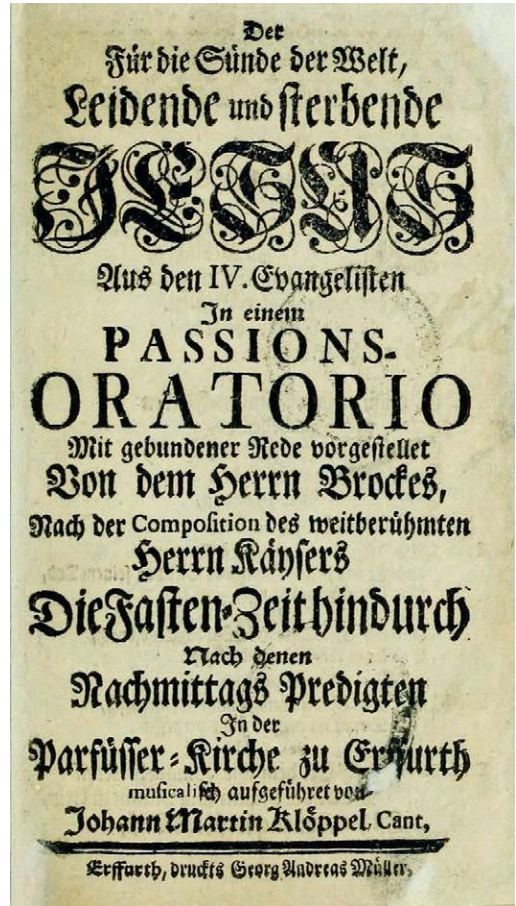 Der
Für die Sünde der Welt,
Leidende und sterbende
JESUS
Aus den IV. Evangelisten
In einem
PASSIONS-
ORATORIO
Mit gebundener Rede vorgestellet
Von dem Herrn Brockes,
Nach der Composition des weitberühmten
Herrn Käysers
Die Fasten-Zeit hindurch
Nach denen
Nachmittags Predigten
In der
Parfüsser-Kirche zu Erffurth
musicalisch aufgeführet von
Johann Martin Klöppel, Cant,
Erffurth, druckts Georg Andreas Müller,